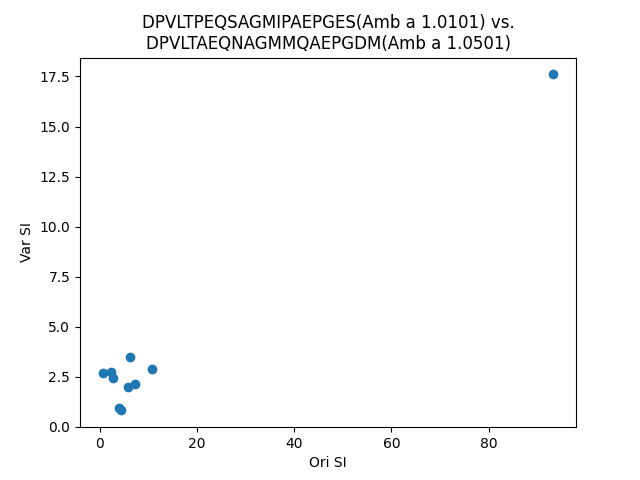 DPVLTPEQSAGMIPAEPGES(Amb a 1.0101) vs.
DPVLTAEQNAGMMQAEPGDM(Amb a 1.0501)
17.5
15.0
12.5
10.0
7.5
5.0
2.5
0.0
Var SI
0 20 40 60 80
Ori SI